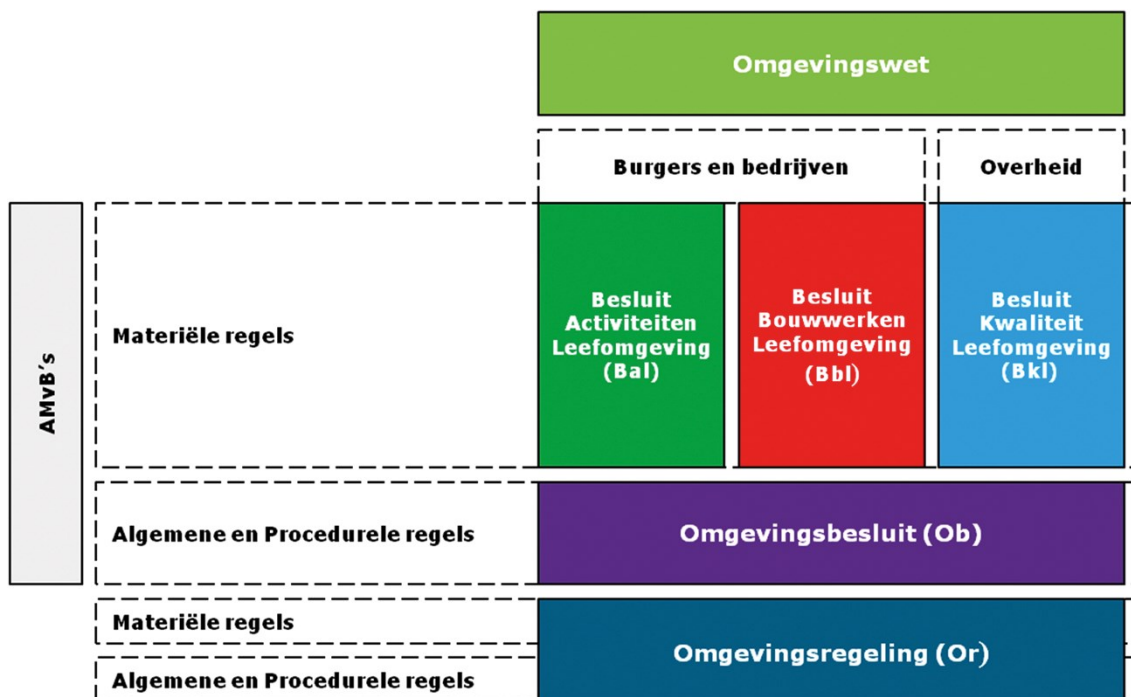 Omgevingswet
Burgers en bedrijven
Overheid
AMvB's
Materiële regels
Besluit
Activiteiten
Leefomgeving
(Bal)
Besluit
Bouwwerken
Leefomgeving
(Bbl)
Besluit
Kwaliteit
Leefomgeving
(Bkl)
Algemene en Procedurele regels
Omgevingsbesluit (Ob)
Materiële regels
Omgevingsregeling (Or)
Algemene en Procedurele regels